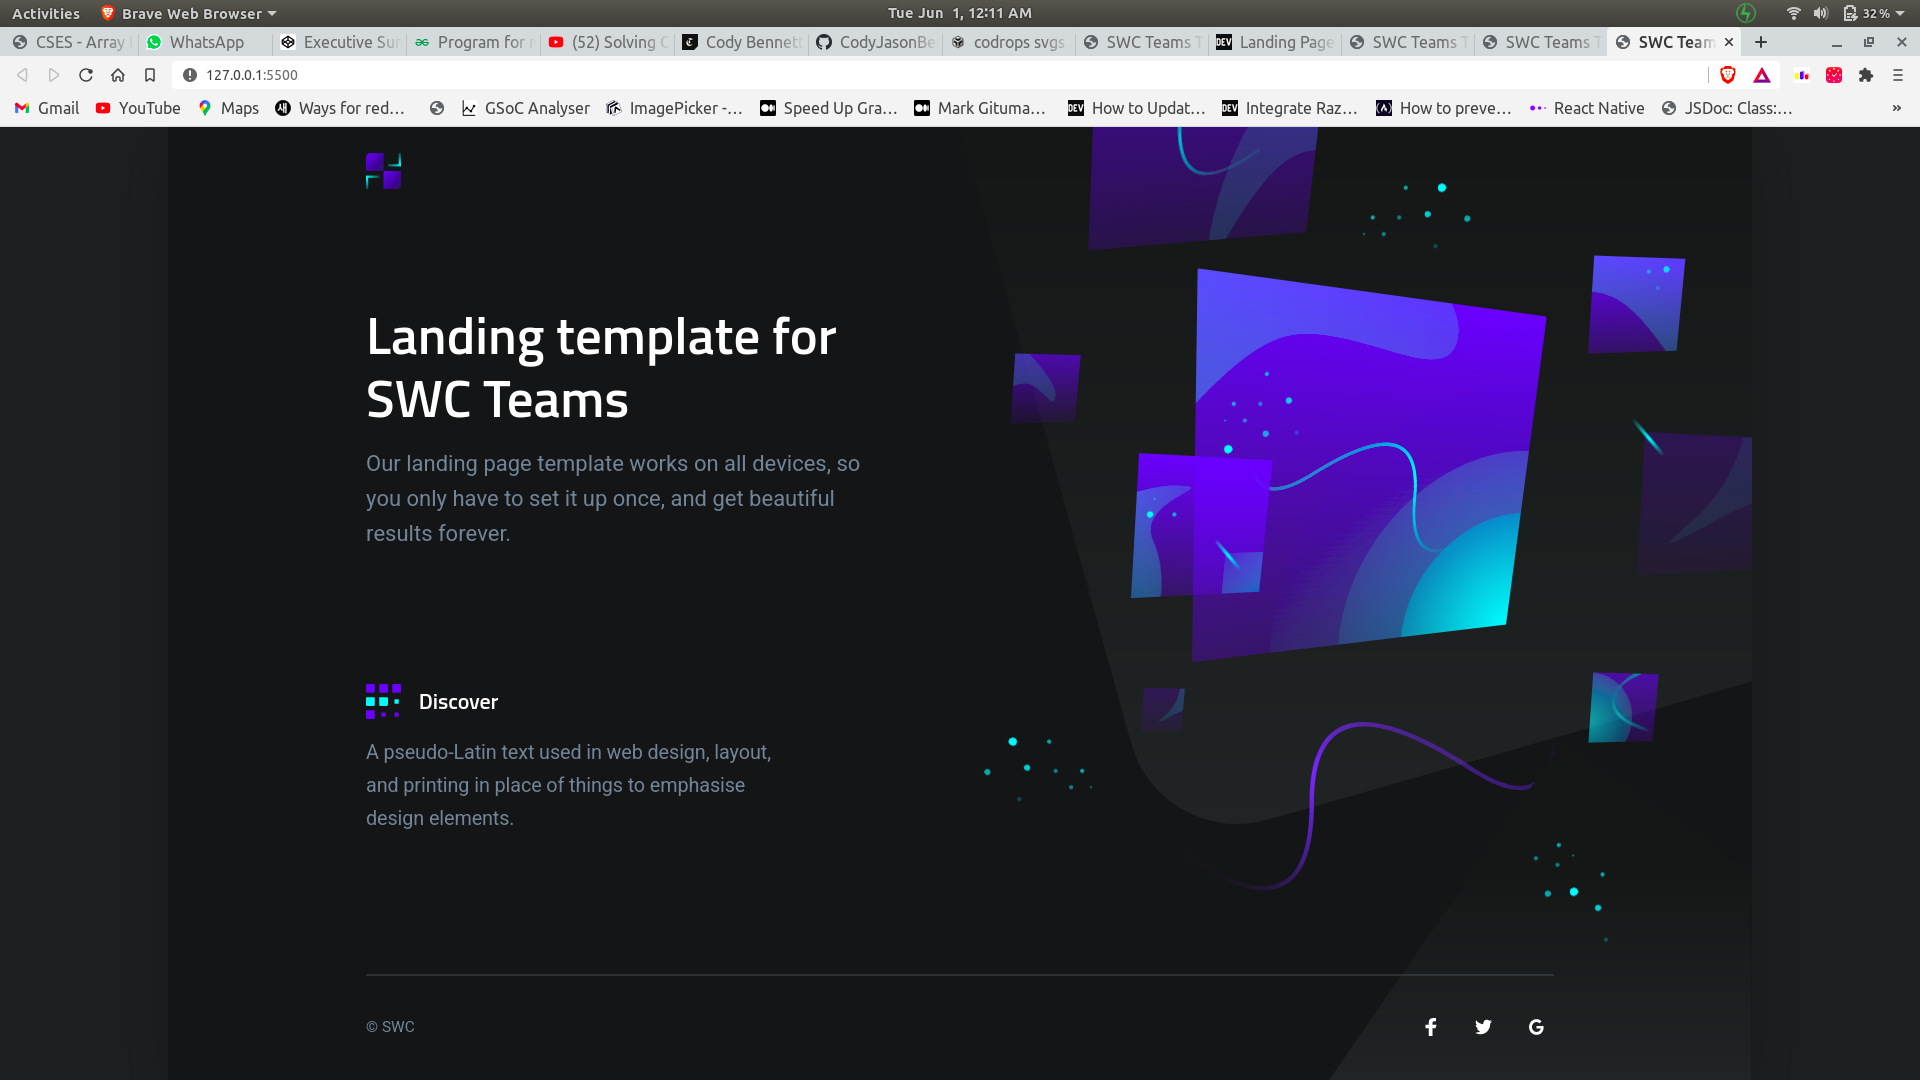 Activities Brave Web Browser Tue Jun 1, 12:11 AM 32%
CSES - Array WhatsApp Executive Sur Program for (52) Solving C Cody Bennett CodyJasonBe codrops svgs SWC Teams T DEV Landing Page SWC Teams T SWC Teams T SWC Team
127.0.0.1:5500
Gmail YouTube Maps Ways for red… GSoC Analyser ImagePicker -… Speed Up Gra… Mark Gituma… DEV How to Updat… DEV Integrate Raz… How to preve… React Native JSDoc: Class:… »
Landing template for
SWC Teams
Our landing page template works on all devices, so
you only have to set it up once, and get beautiful
results forever.
Discover
A pseudo-Latin text used in web design, layout,
and printing in place of things to emphasise
design elements.
© SWC